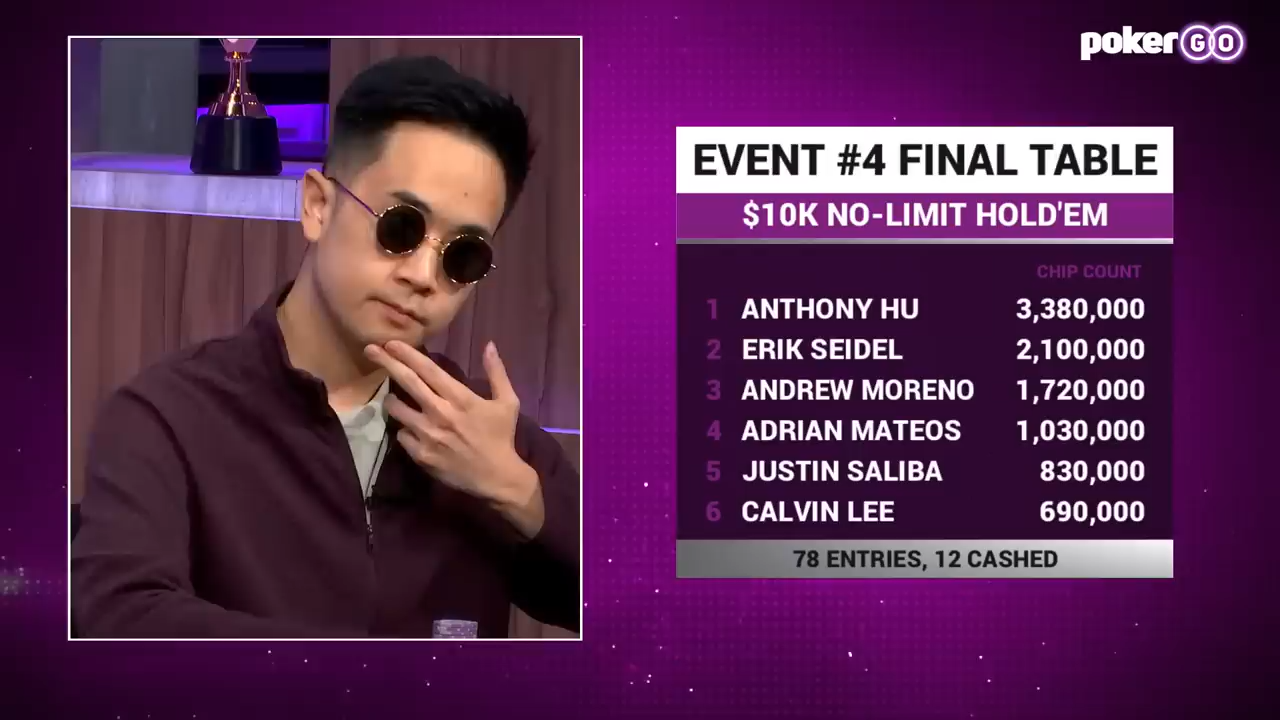 pokerGO
EVENT #4 FINAL TABLE
$10K NO-LIMIT HOLD'EM
CHIP COUNT
1 ANTHONY HU 3,380,000
2 ERIK SEIDEL 2,100,000
3 ANDREW MORENO 1,720,000
4 ADRIAN MATEOS 1,030,000
5 JUSTIN SALIBA 830,000
6 CALVIN LEE 690,000
78 ENTRIES, 12 CASHED